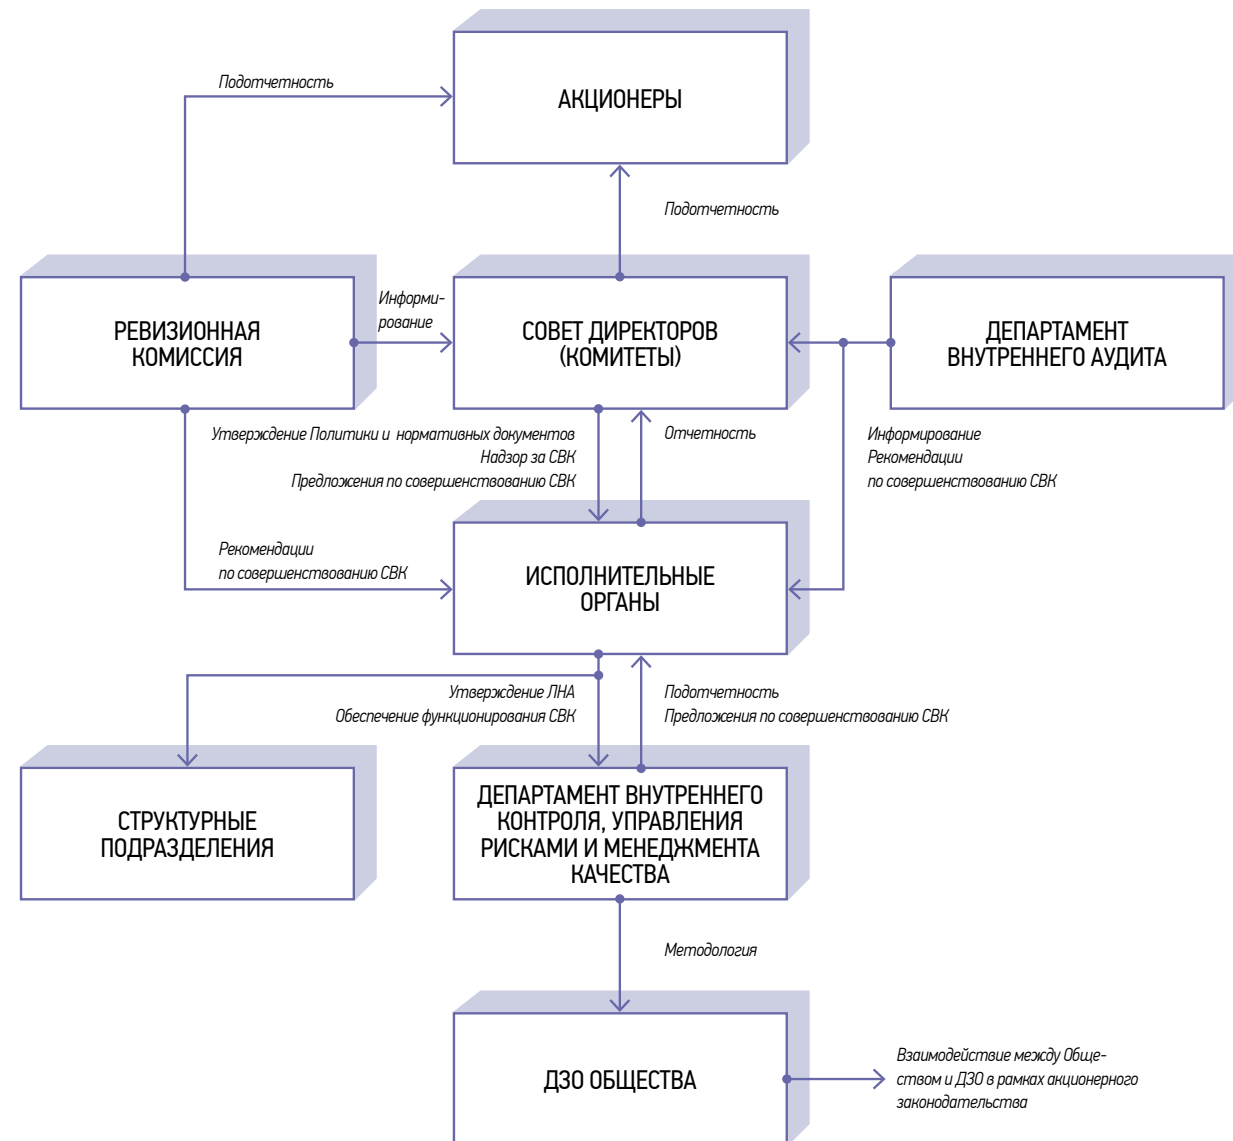 Подотчетность
АКЦИОНЕРЫ
Подотчетность
РЕВИЗИОННАЯ
КОМИССИЯ
Информи-
рование
СОВЕТ ДИРЕКТОРОВ
(КОМИТЕТЫ)
ДЕПАРТАМЕНТ
ВНУТРЕННЕГО АУДИТА
Утверждение Политики и нормативных документов
Надзор за СВК
Предложения по совершенствованию СВК
Отчетность
Информирование
Рекомендации
по совершенствованию СВК
Рекомендации
по совершенствованию СВК
ИСПОЛНИТЕЛЬНЫЕ
ОРГАНЫ
Утверждение ЛНА
Обеспечение функционирования СВК
Подотчетность
Предложения по совершенствованию СВК
СТРУКТУРНЫЕ
ПОДРАЗДЕЛЕНИЯ
ДЕПАРТАМЕНТ ВНУТРЕННЕГО
КОНТРОЛЯ, УПРАВЛЕНИЯ
РИСКАМИ И МЕНЕДЖМЕНТА
КАЧЕСТВА
Методология
ДЗО ОБЩЕСТВА
Взаимодействие между Обще-
ством и ДЗО в рамках акционерного
законодательства